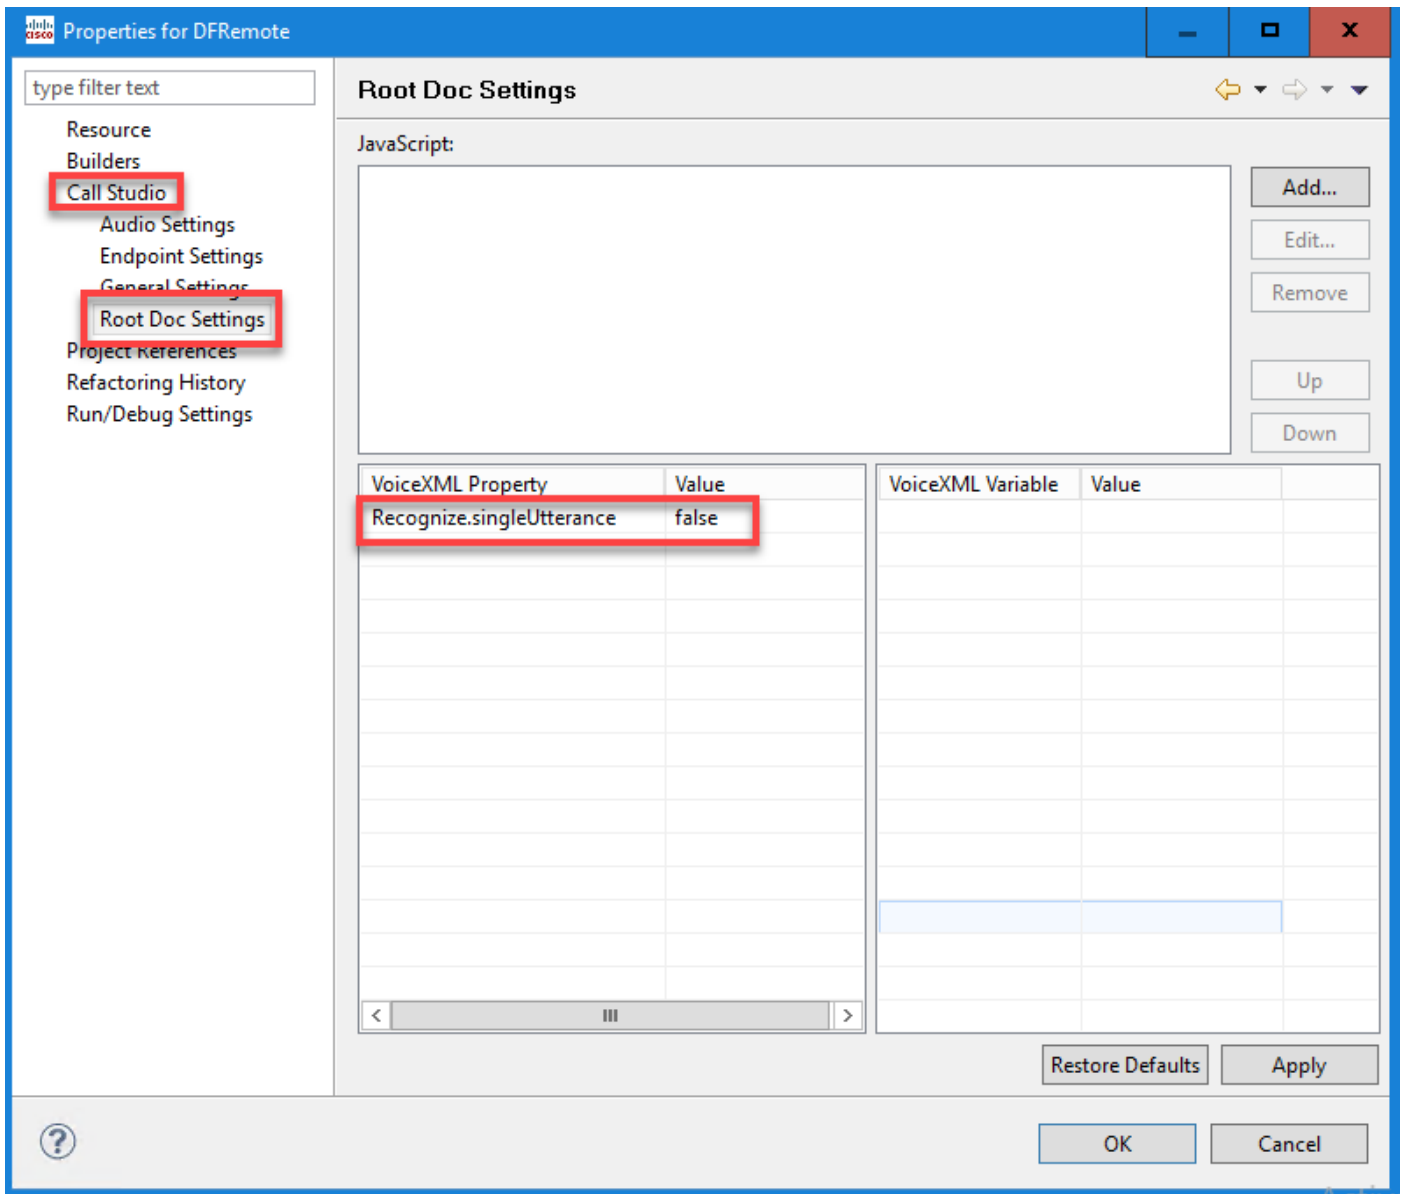 cisco Properties for DFRemote
x
type filter text
Root Doc Settings
Resource
Builders
Call Studio
Audio Settings
Endpoint Settings
General Settings
Root Doc Settings
Project References
Refactoring History
Run/Debug Settings
JavaScript:
Add...
Edit...
Remove
Up
Down
VoiceXML Property Value
Recognize.singleUtterance false
VoiceXML Variable Value
Restore Defaults Apply
? OK Cancel